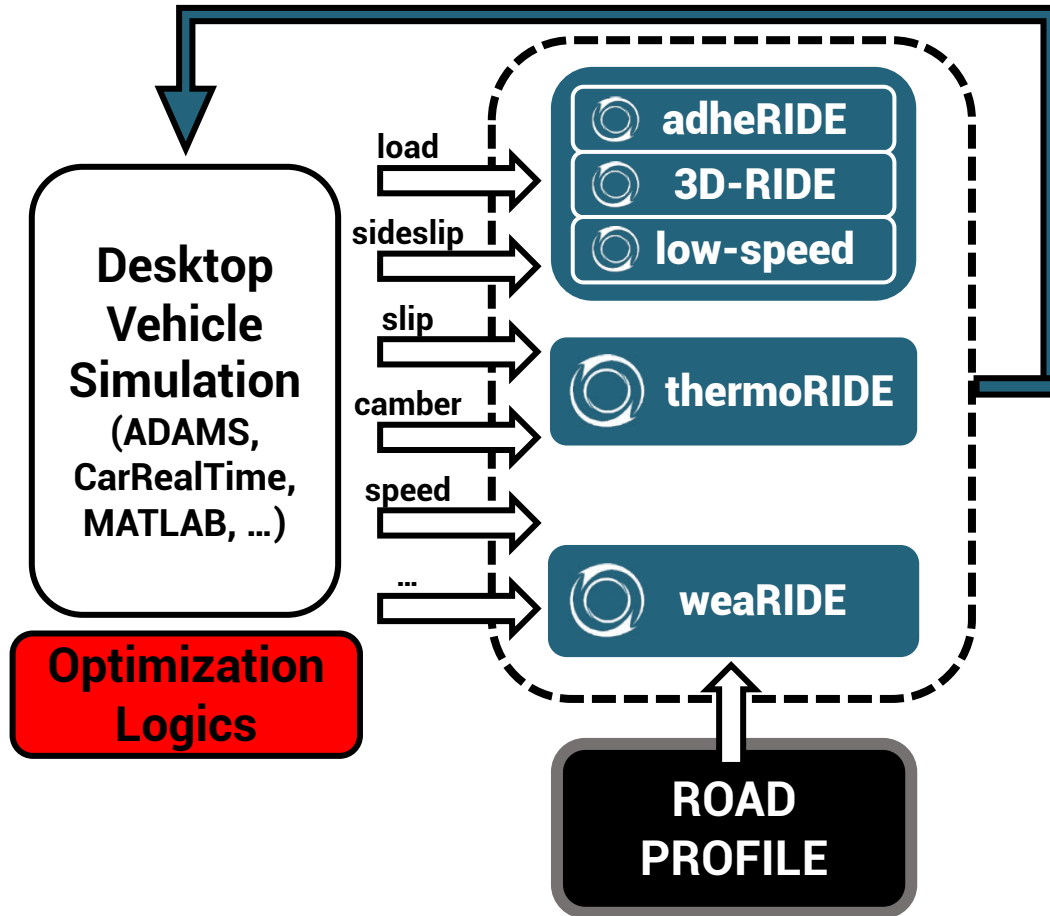 Desktop
Vehicle
Simulation
(ADAMS,
CarRealTime,
MATLAB, ...)
Optimization
Logics
load
sideslip
slip
camber
speed
...
adheRIDE
3D-RIDE
low-speed
thermoRIDE
weaRIDE
ROAD
PROFILE